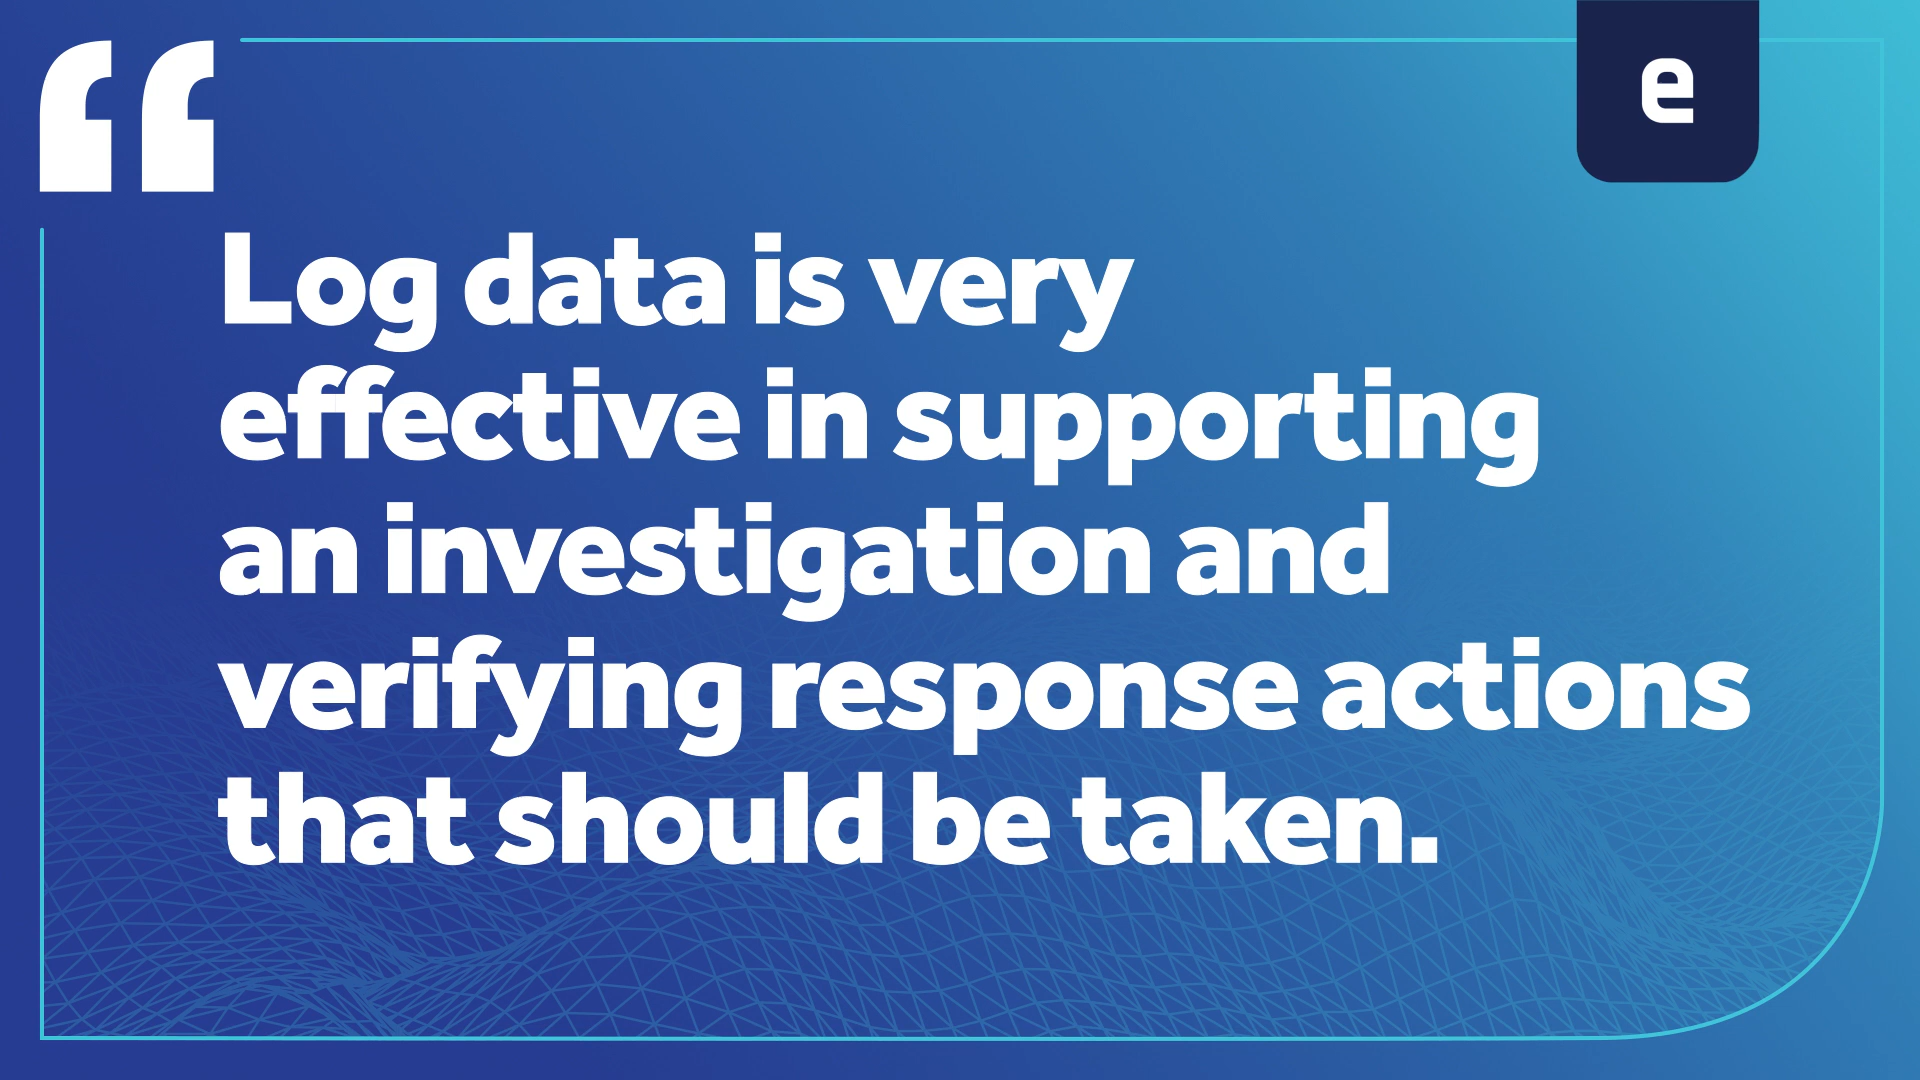 “
e
Log data is very
effective in supporting
an investigation and
verifying response actions
that should be taken.